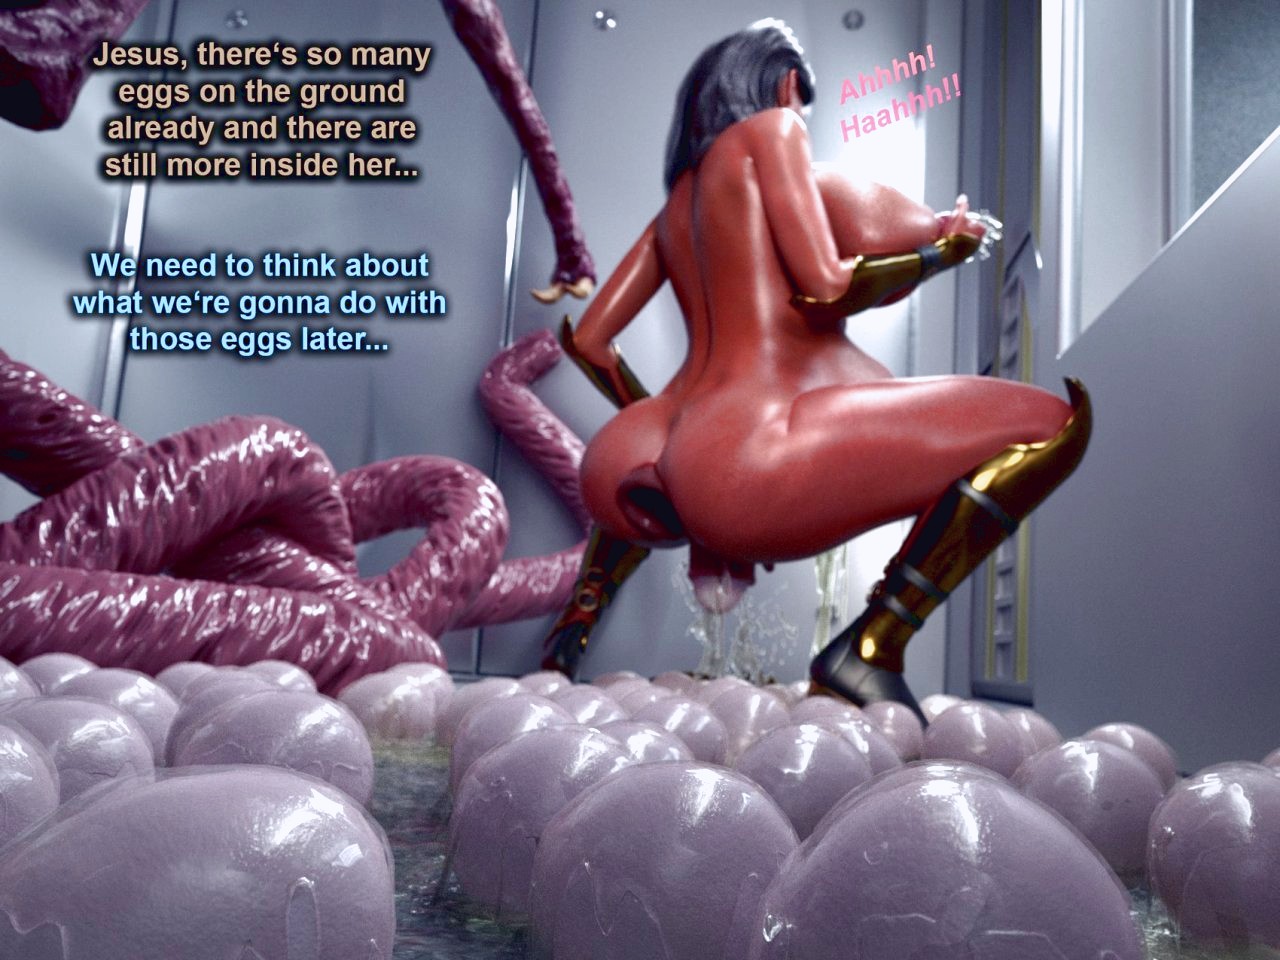 Jesus, there‘s so many
eggs on the ground
already and there are
still more inside her...
We need to think about
what we‘re gonna do with
those eggs later...
Ahhhh!
Haahhh!!